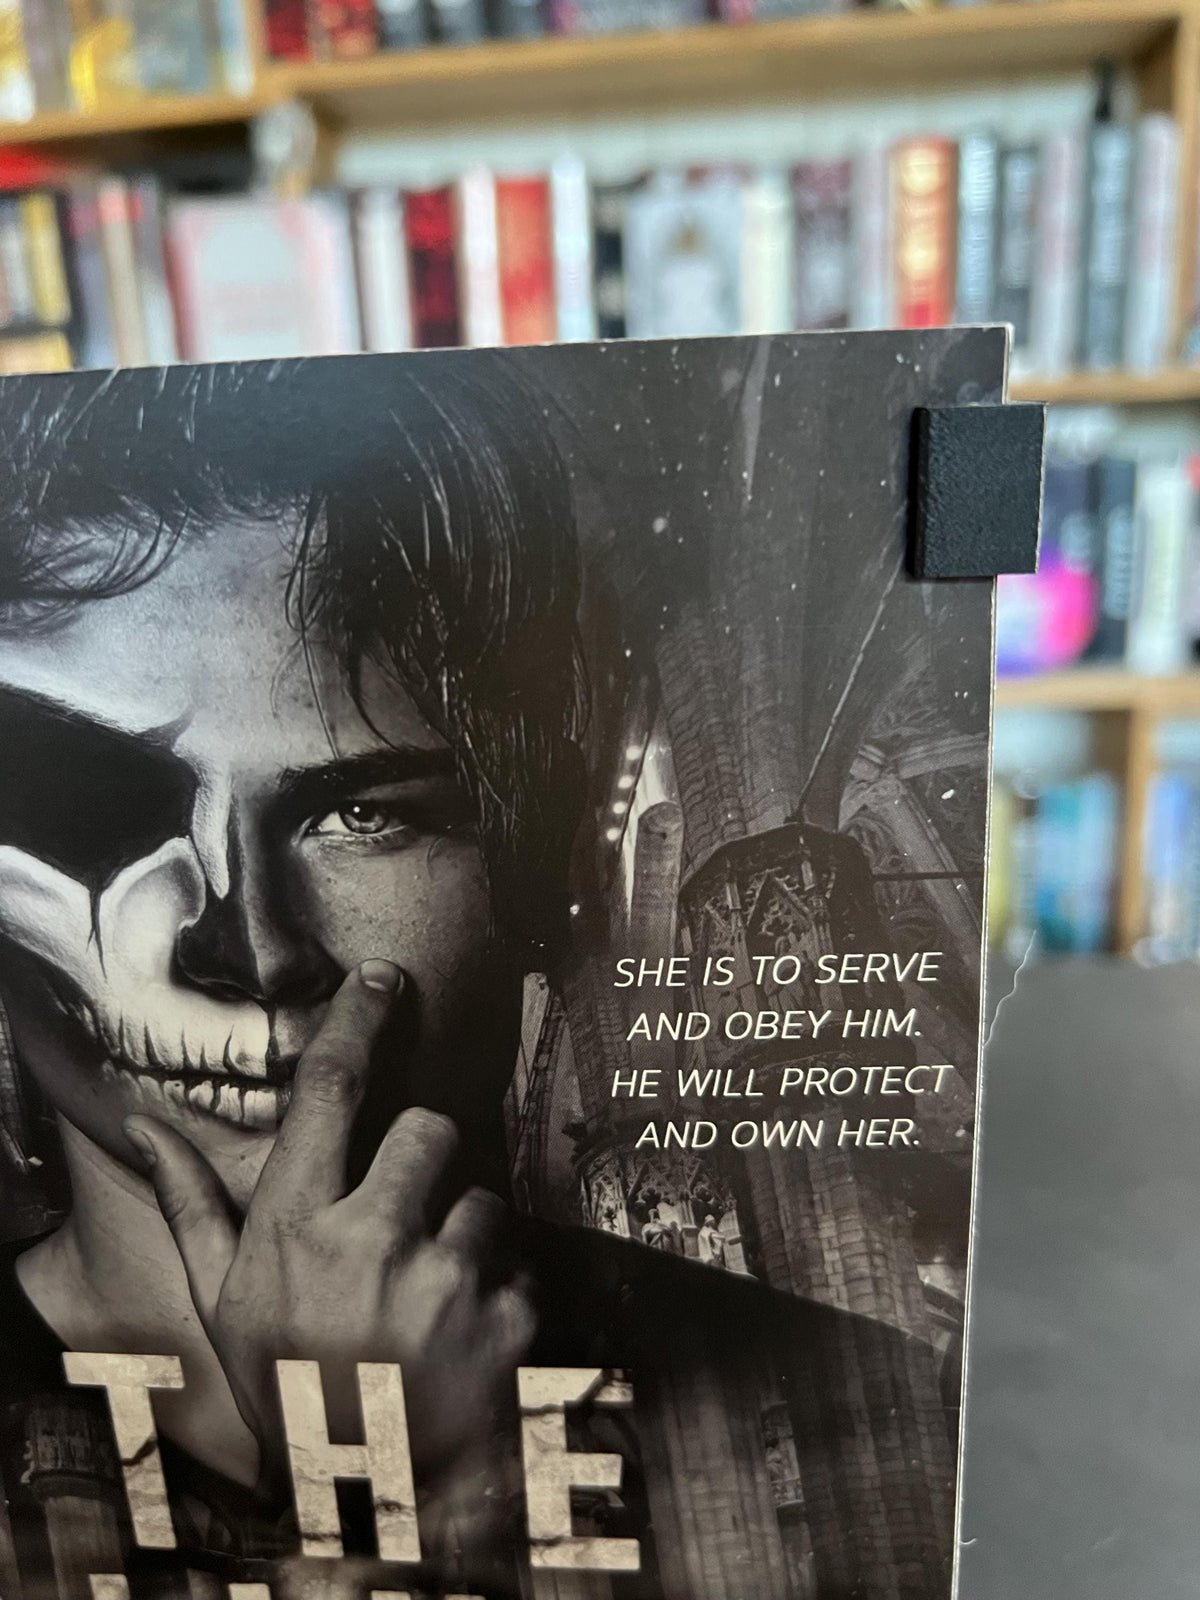 SHE IS TO SERVE
AND OBEY HIM.
HE WILL PROTECT
AND OWN HER.
THE